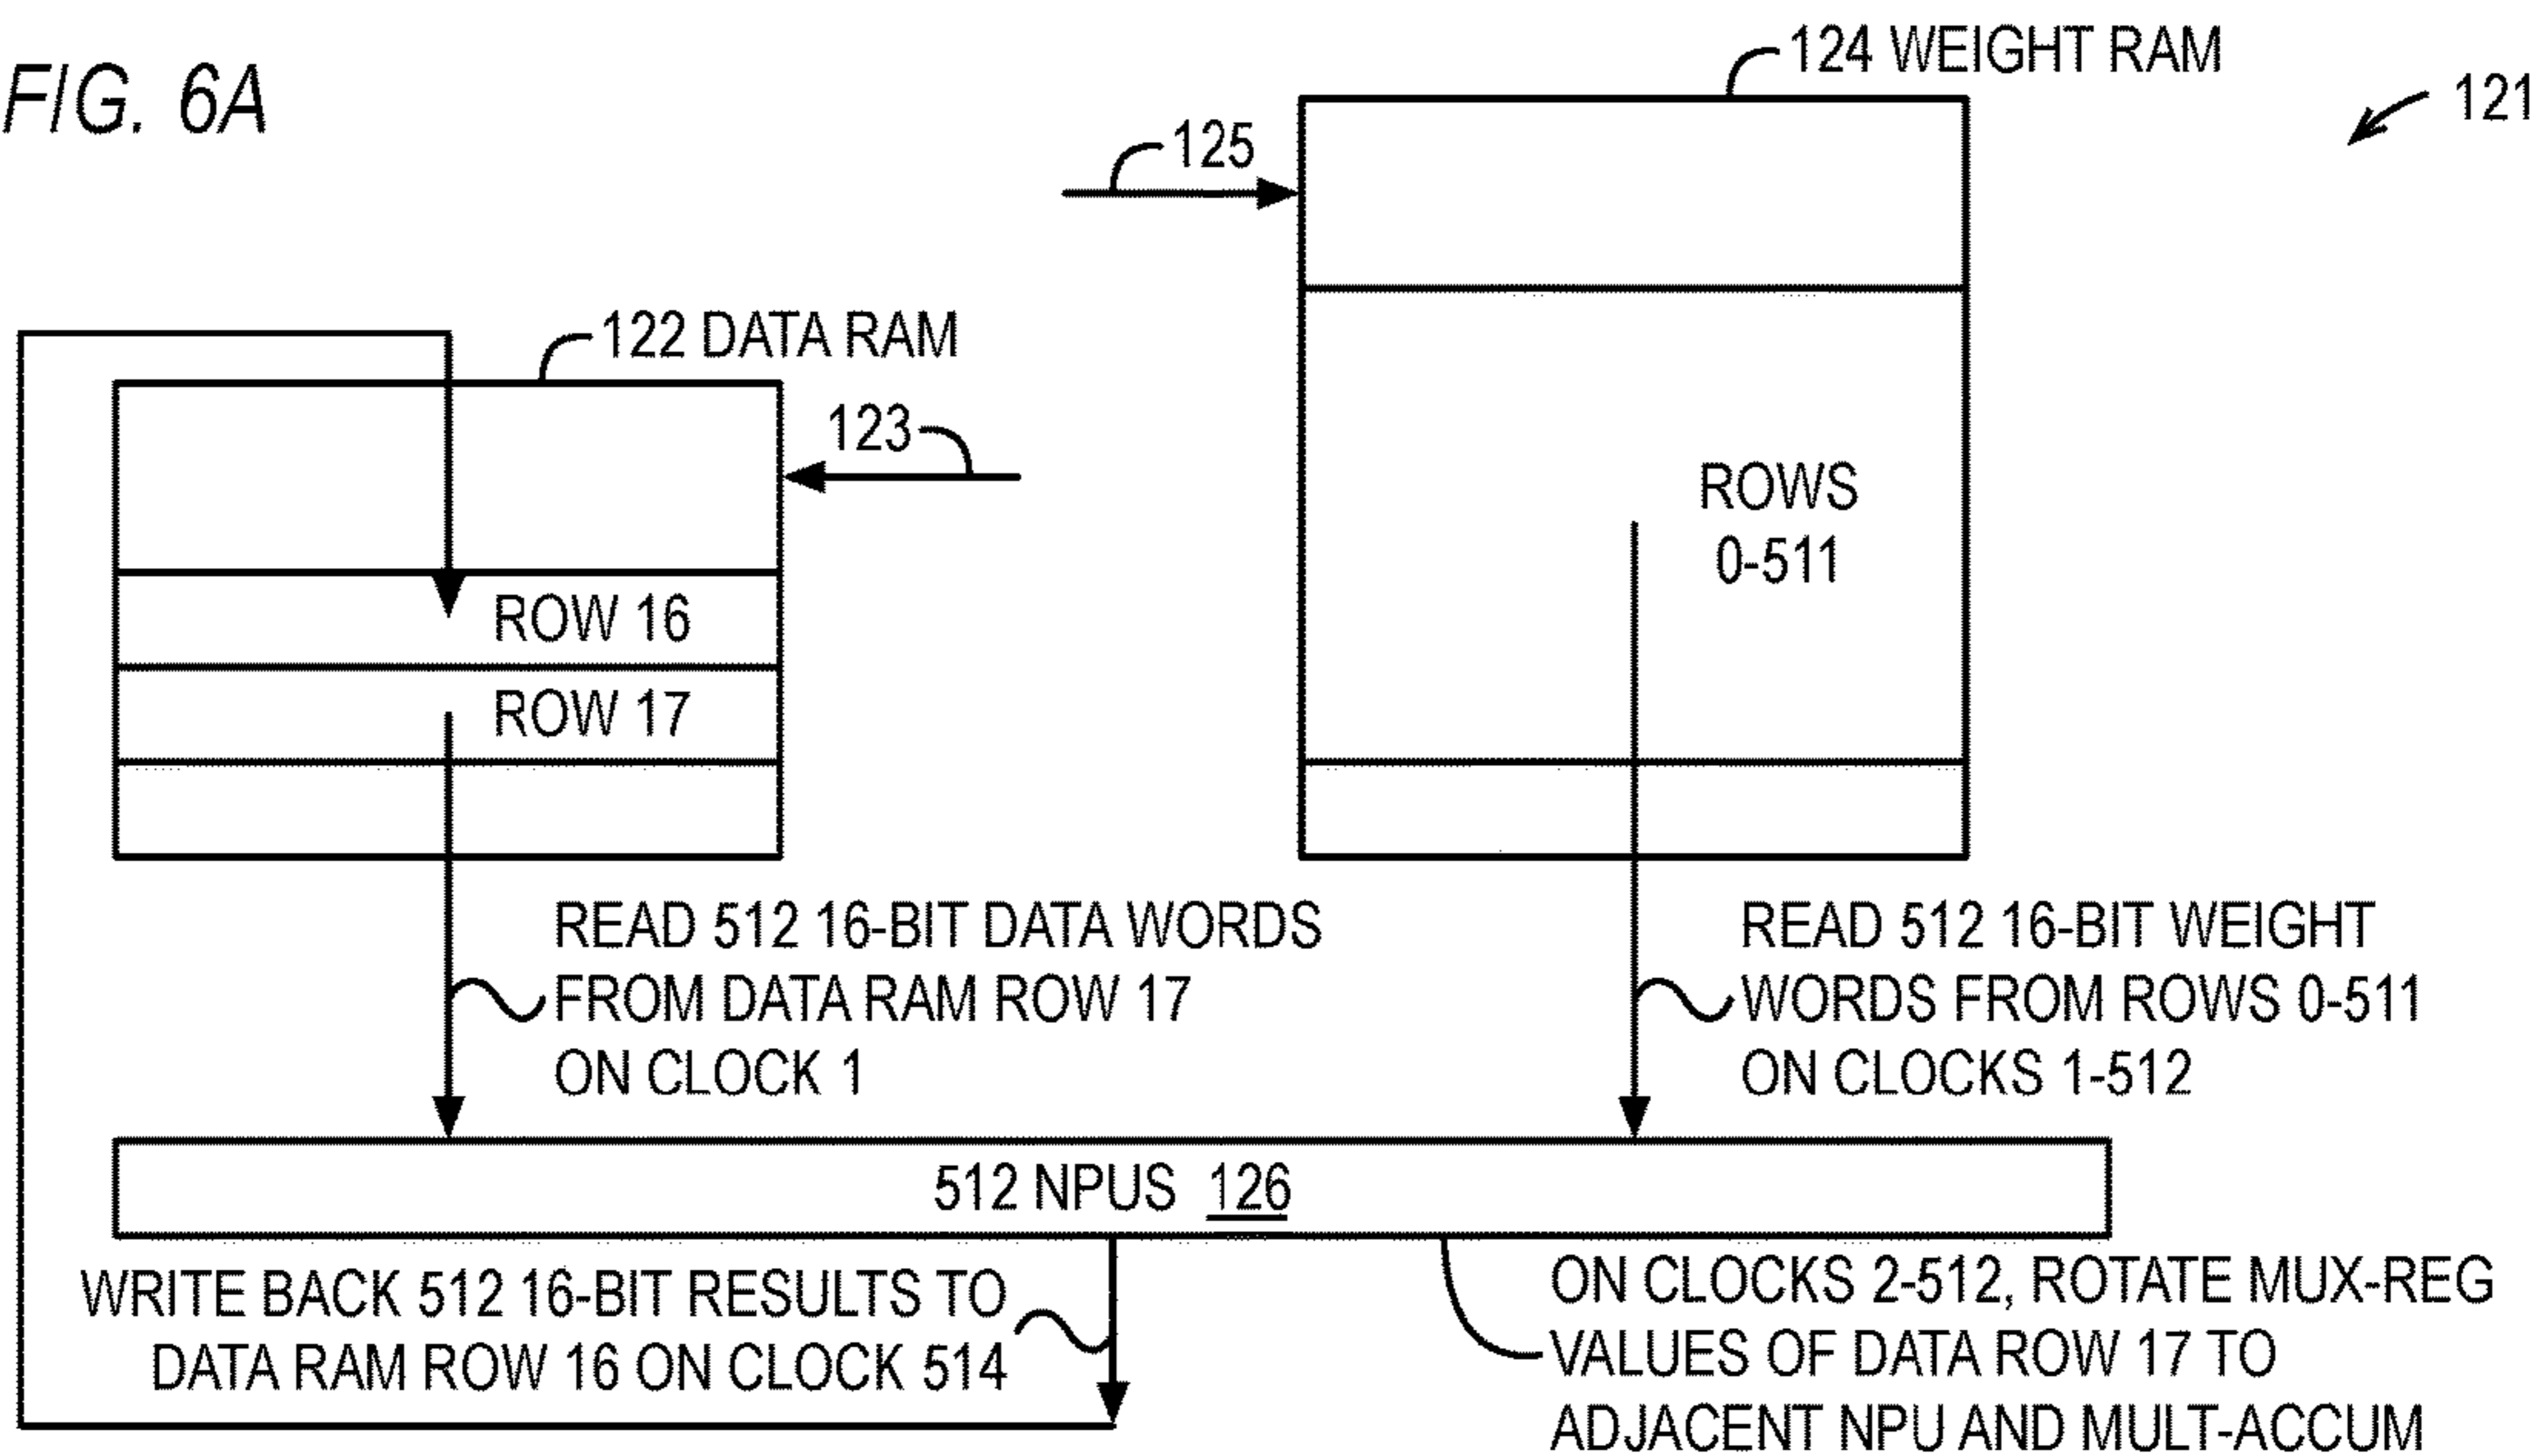 FIG. 6A
124 WEIGHT RAM
121
125
122 DATA RAM
123
ROWS
0-511
ROW 16
ROW 17
READ 512 16-BIT DATA WORDS
FROM DATA RAM ROW 17
ON CLOCK 1
READ 512 16-BIT WEIGHT
WORDS FROM ROWS 0-511
ON CLOCKS 1-512
512 NPUS 126
WRITE BACK 512 16-BIT RESULTS TO
DATA RAM ROW 16 ON CLOCK 514
ON CLOCKS 2-512, ROTATE MUX-REG
VALUES OF DATA ROW 17 TO
ADJACENT NPU AND MULT-ACCUM